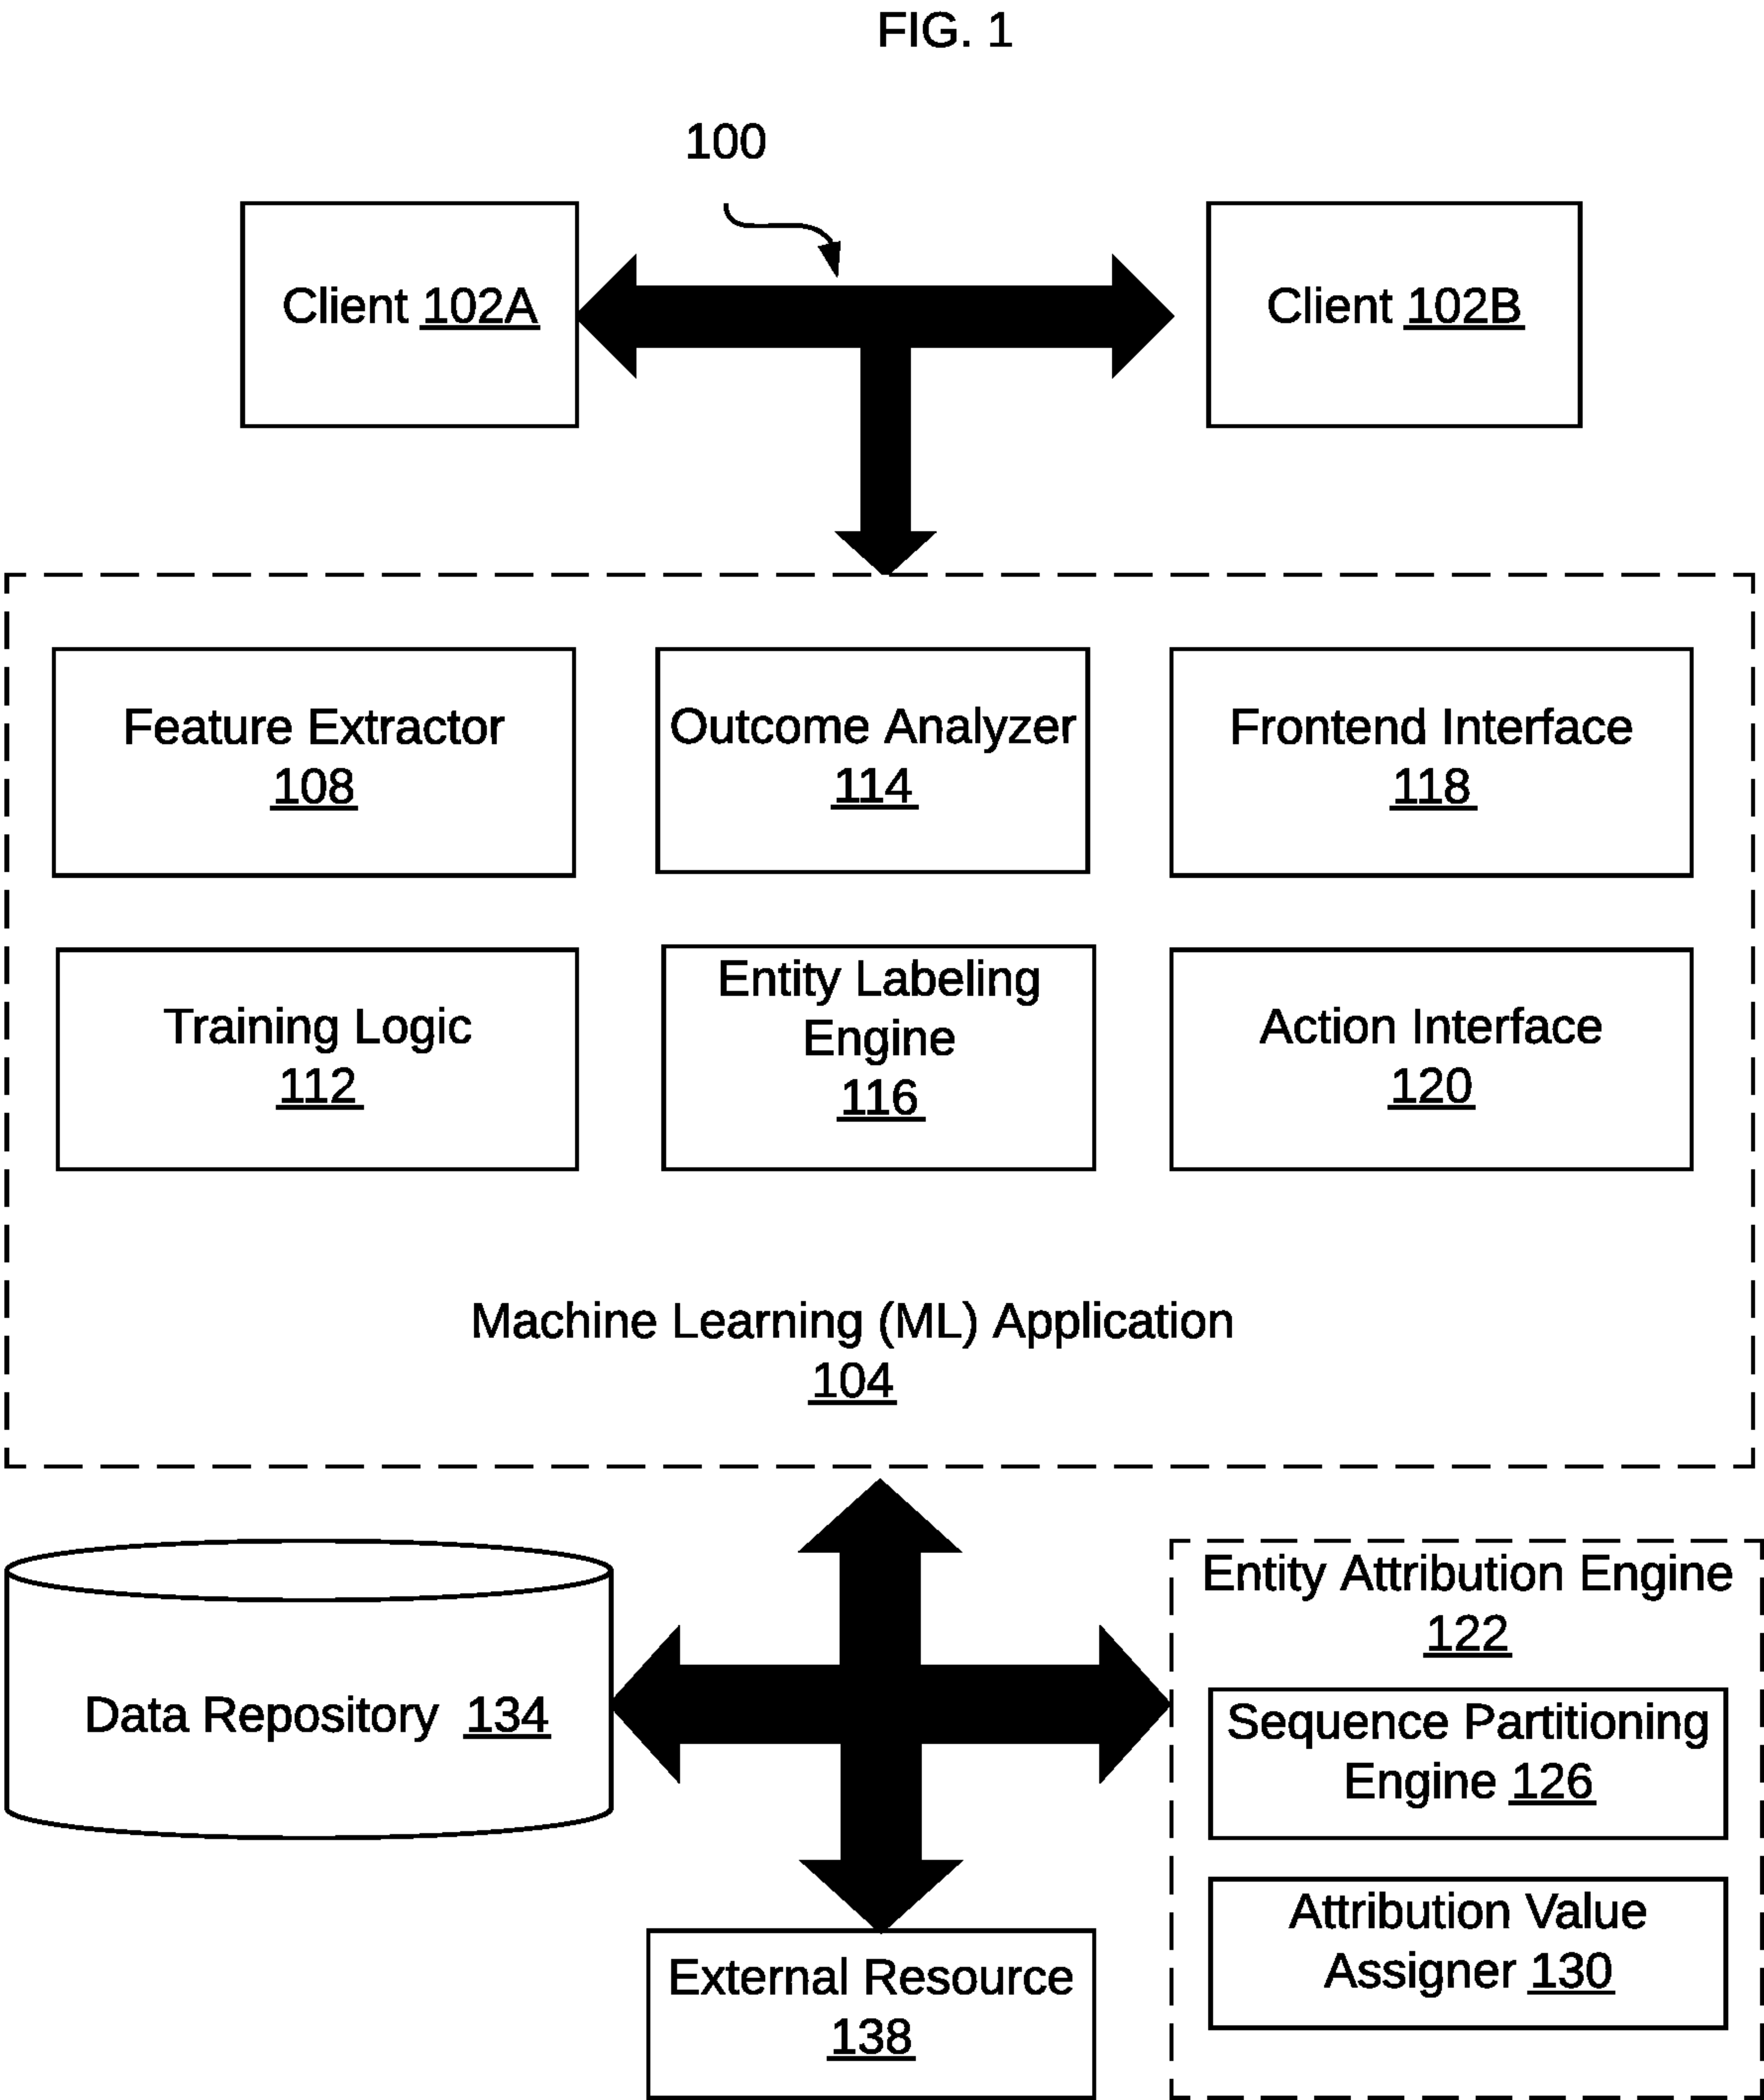 FIG. 1
100
Client 102A
Client 102B
Feature Extractor
108
Outcome Analyzer
114
Frontend Interface
118
Training Logic
112
Entity Labeling
Engine
116
Action Interface
120
Machine Learning (ML) Application
104
Data Repository 134
Entity Attribution Engine
122
Sequence Partitioning
Engine 126
Attribution Value
Assigner 130
External Resource
138